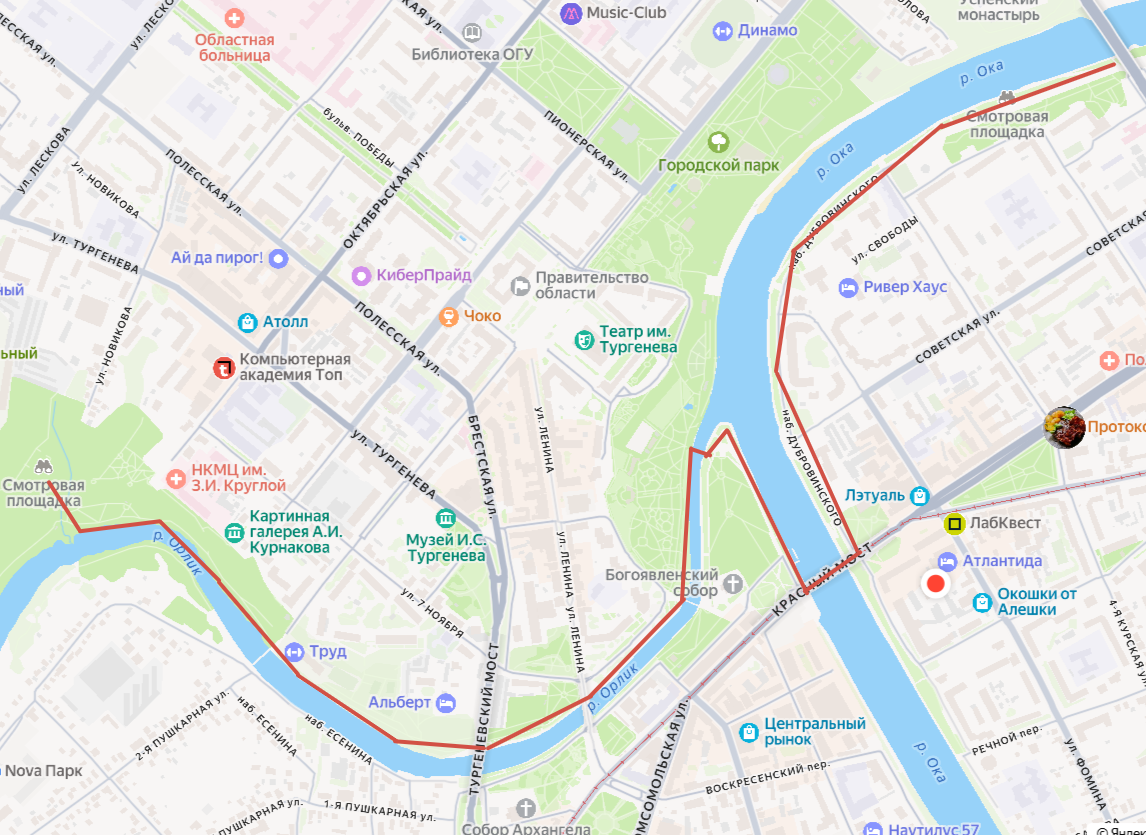 УЛ. ЛЕСКОВА
Областная
больница
Music-Club
Библиотека ОГУ
Динамо
Успенский
монастырь
р. Ока
Смотровая
площадка
бульв. ПОБЕДЫ
ПИОНЕРСКАЯ УЛ.
Городской парк
р. Ока
УЛ. ЛЕСКОВА
ПОЛЕССКАЯ УЛ.
УЛ. НОВИКОВА
ОКТЯБРЬСКАЯ УЛ.
наб. ДУБРОВИНСКОГО
УЛ. СВОБОДЫ
СОВЕТСКАЯ
УЛ. ТУРГЕНЕВА
Ай да пирог!
КиберПрайд
Правительство
области
Ривер Хаус
ный
Атолл
Чоко
Театр им.
Тургенева
ПОЛЕССКАЯ УЛ.
СОВЕТСКАЯ УЛ.
УЛ. НОВИКОВА
ьный
Компьютерная
академия Топ
По
БРЕСТСКАЯ УЛ.
УЛ. ЛЕНИНА
УЛ. ТУРГЕНЕВА
наб. ДУБРОВИНСКОГО
Проток
Смотровая
площадка
НКМЦ им.
З.И. Круглой
Лэтуаль
ЛабКвест
Картинная
галерея А.И.
Курнакова
Музей И.С.
Тургенева
р. Орлик
УЛ. ЛЕНИНА
Богоявленский
собор
КРАСНЫЙ МОСТ
Атлантида
Окошки от
Алешки
УЛ. 7 НОЯБРЯ
УЛ. ЛЕНИНА
4-Я КУРСКАЯ УЛ.
Труд
Альберт
р. Орлик
ТУРГЕНЕВСКИЙ МОСТ
2-Я ПУШКАРНАЯ УЛ.
наб. ЕСЕНИНА
наб. ЕСЕНИНА
Центральный
рынок
РЕЧНОЙ пер.
УЛ. ФОМИНА
р. Ока
Nova Парк
ВОСКРЕСЕНСКИЙ пер.
ОМСОМОЛЬСКАЯ УЛ.
ПУШКАРНАЯ УЛ.
1-Я ПУШКАРНАЯ УЛ.
Собор Архангела
Наутилус 57